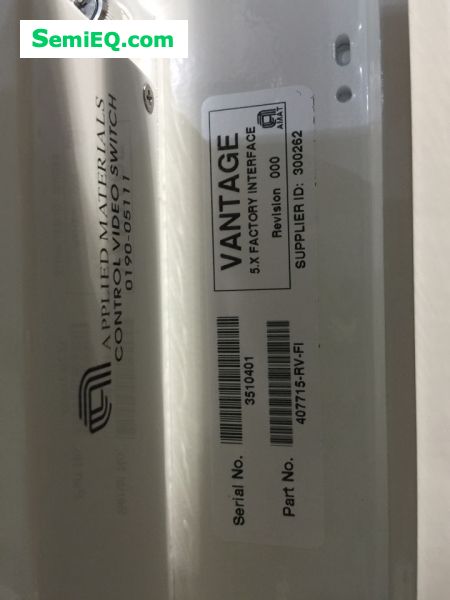 SemiEQ.com
APPLIED MATERIALS
CONTROL VIDEO SWITCH
0190-05111
VANTAGE
5.X FACTORY INTERFACE
Revision 000
AMAT
SUPPLIER ID: 300262
Serial No.
3510401
Part No.
407715-RV-FI